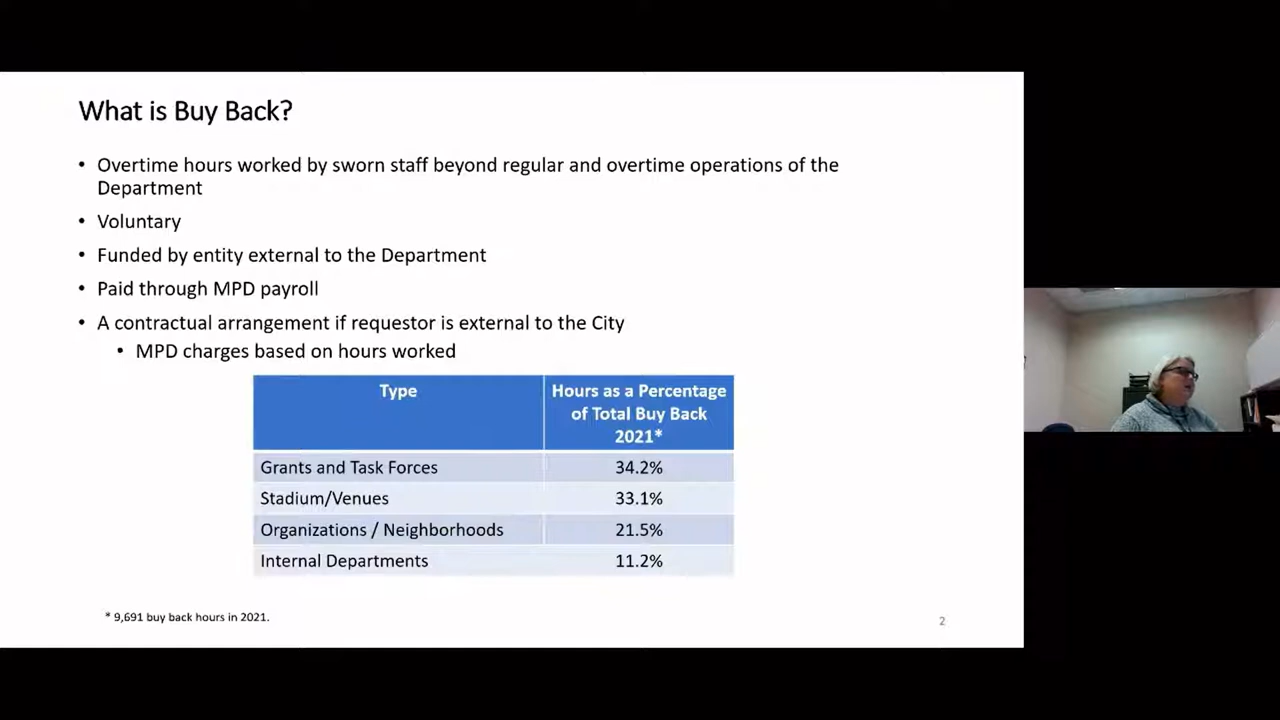 What is Buy Back?
• Overtime hours worked by sworn staff beyond regular and overtime operations of the
Department
• Voluntary
• Funded by entity external to the Department
• Paid through MPD payroll
• A contractual arrangement if requestor is external to the City
• MPD charges based on hours worked
Type
Hours as a Percentage
of Total Buy Back
2021*
Grants and Task Forces 34.2%
Stadium/Venues 33.1%
Organizations / Neighborhoods 21.5%
Internal Departments 11.2%
* 9,691 buy back hours in 2021.
2